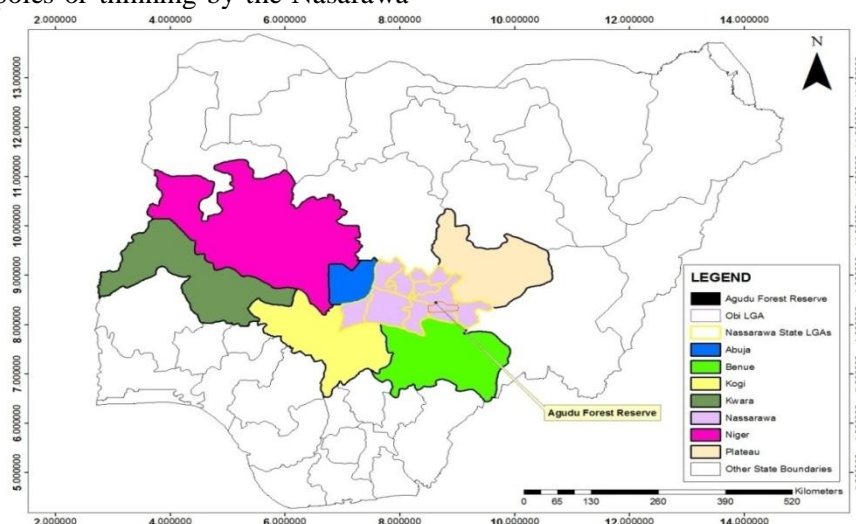 poles or thinning by the Nasarawa
2.000000 4.000000 6.000000 8.000000 10.000000 12.000000 14.000000
N
13.000000
12.000000
11.000000
10.000000
9.000000
8.000000
7.000000
6.000000
5.000000
LEGEND
Agudu Forest Reserve
Obi LGA
Nassarawa State LGAs
Abuja
Benue
Kogi
Kwara
Nassarawa
Niger
Plateau
Other State Boundaries
Agudu Forest Reserve
Kilometers
0 65 130 260 390 520
2.000000 4.000000 6.000000 8.000000 10.000000 12.000000 14.000000